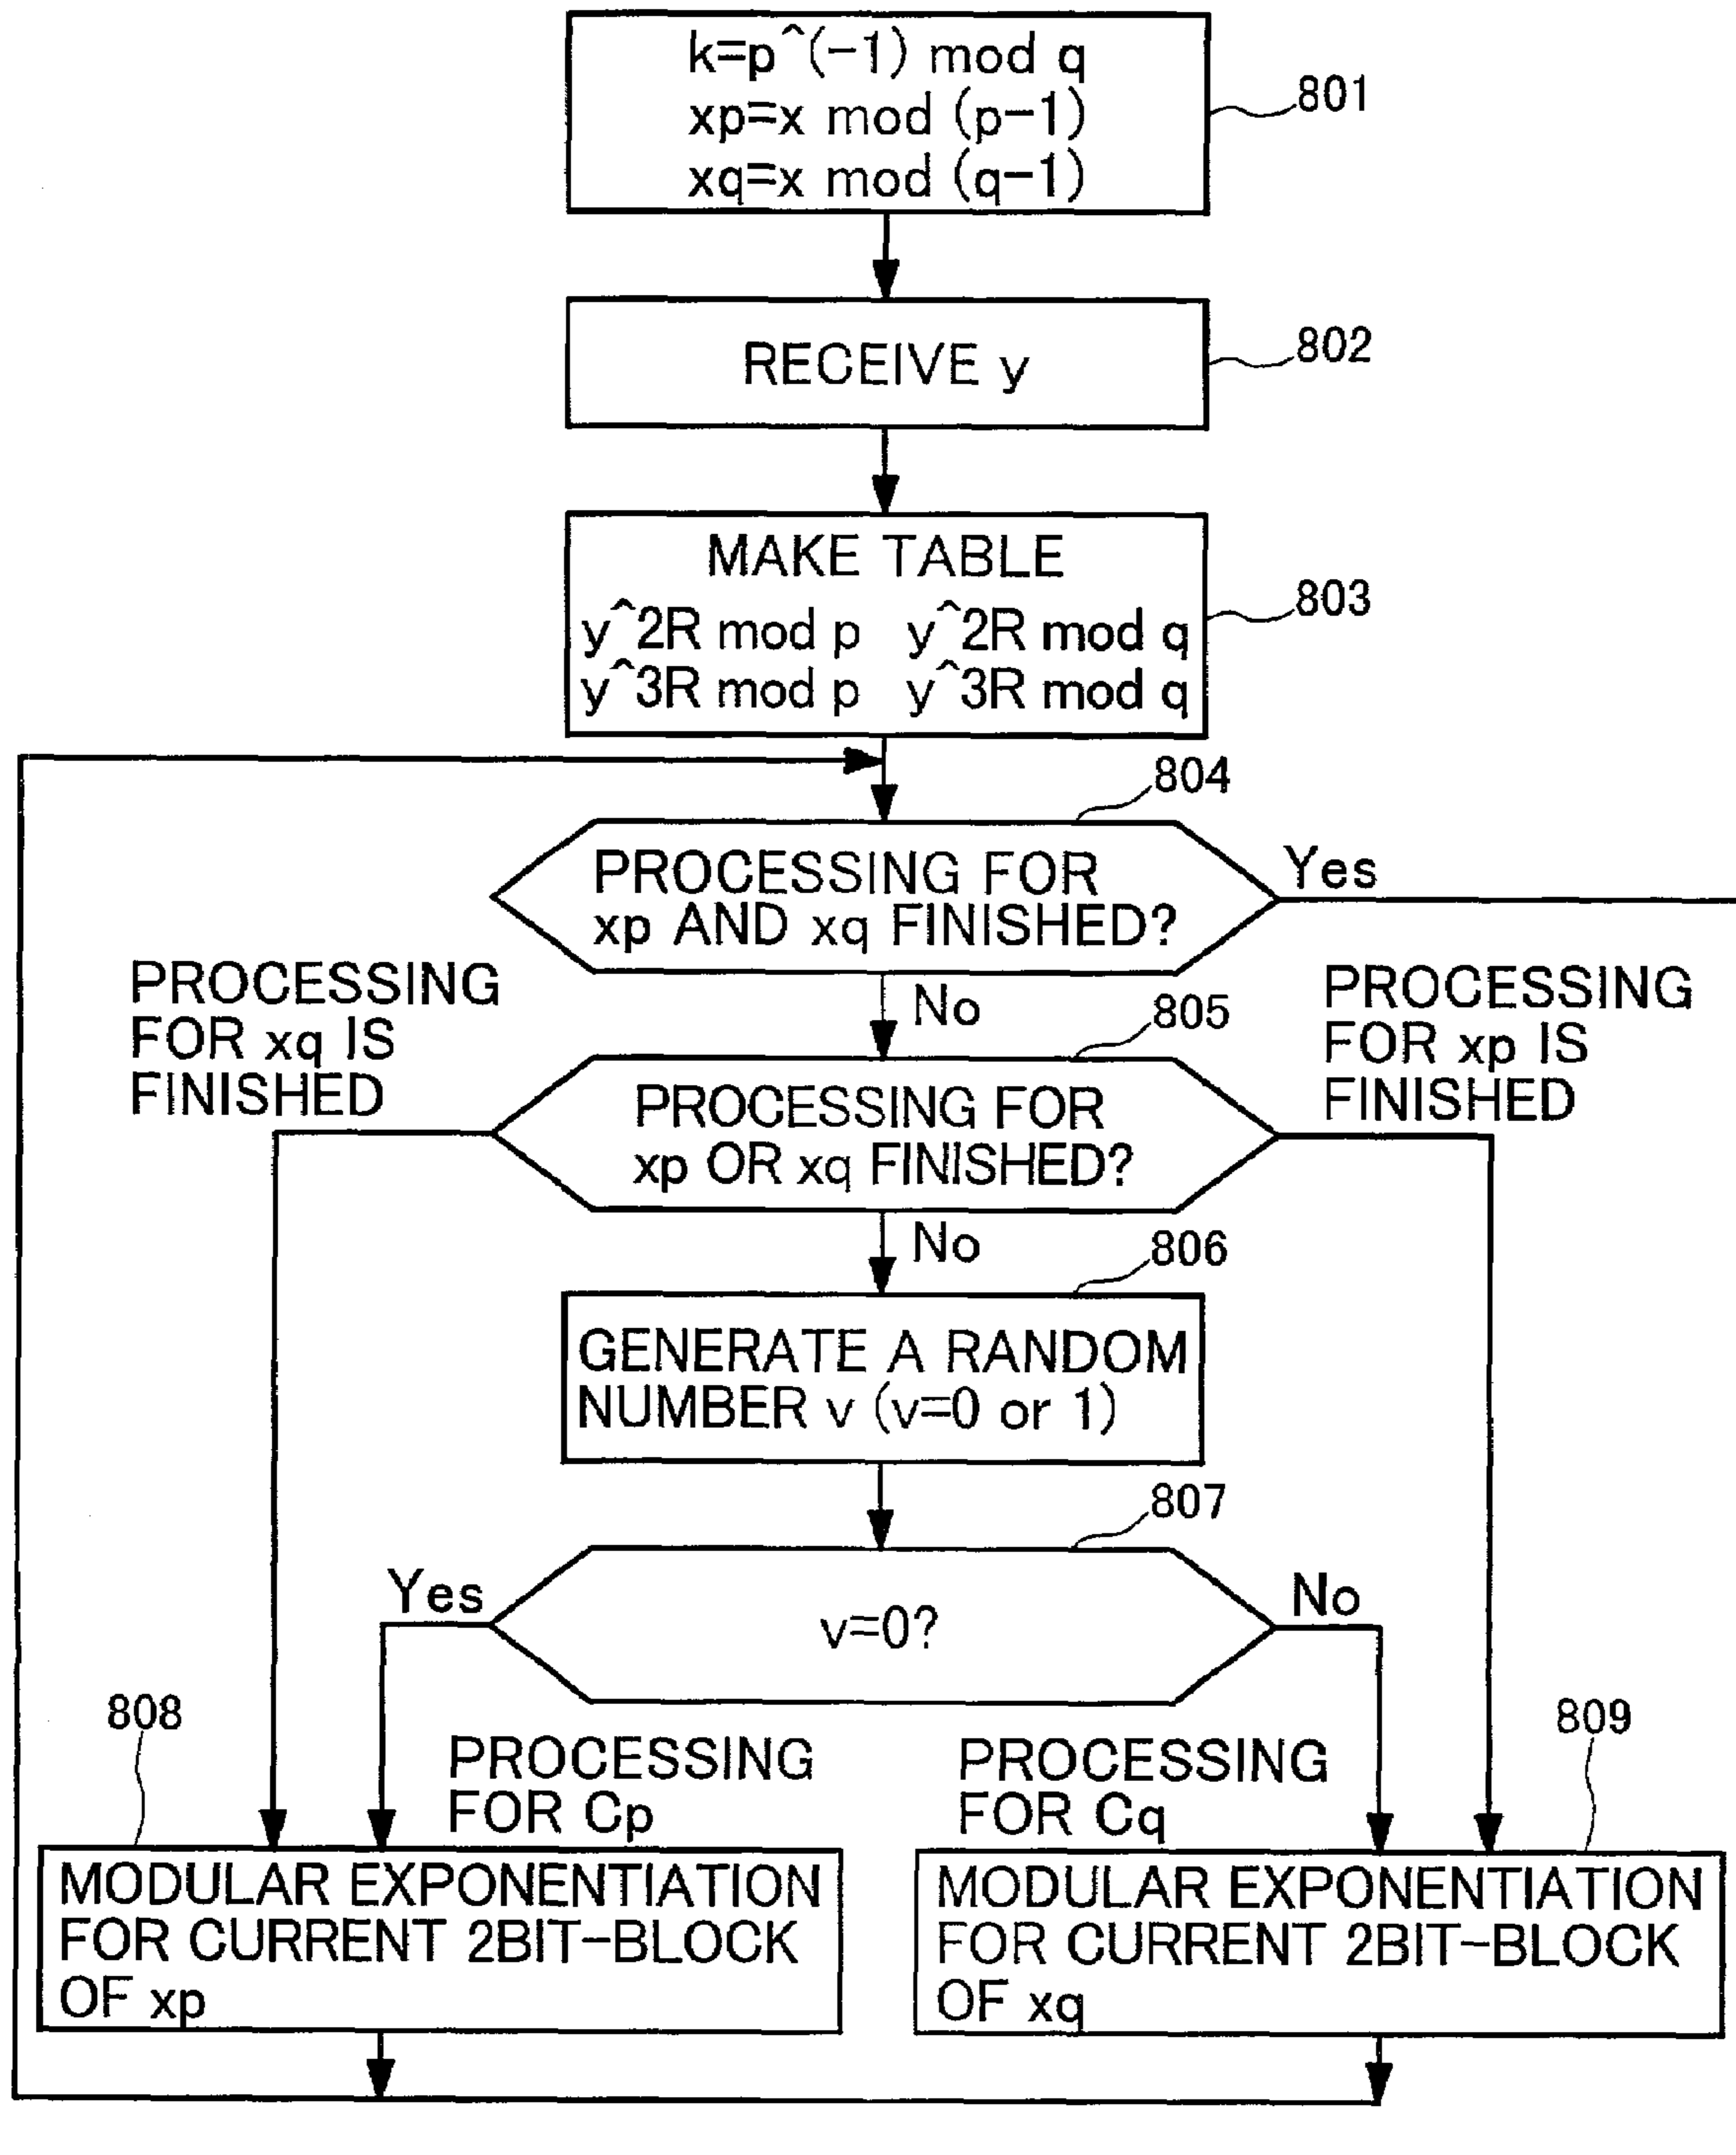 k=p^(-1) mod q
xp=x mod (p-1)
xq=x mod (q-1)
801
RECEIVE y
802
MAKE TABLE
y^2R mod p y^2R mod q
y^3R mod p y^3R mod q
803
804
PROCESSING FOR
xp AND xq FINISHED?
Yes
No
PROCESSING
FOR xq IS
FINISHED
805
PROCESSING FOR
xp OR xq FINISHED?
PROCESSING
FOR xp IS
FINISHED
No
806
GENERATE A RANDOM
NUMBER v (v=0 or 1)
807
Yes
v=0?
No
808
PROCESSING
FOR Cp
PROCESSING
FOR Cq
809
MODULAR EXPONENTIATION
FOR CURRENT 2BIT-BLOCK
OF xp
MODULAR EXPONENTIATION
FOR CURRENT 2BIT-BLOCK
OF xq